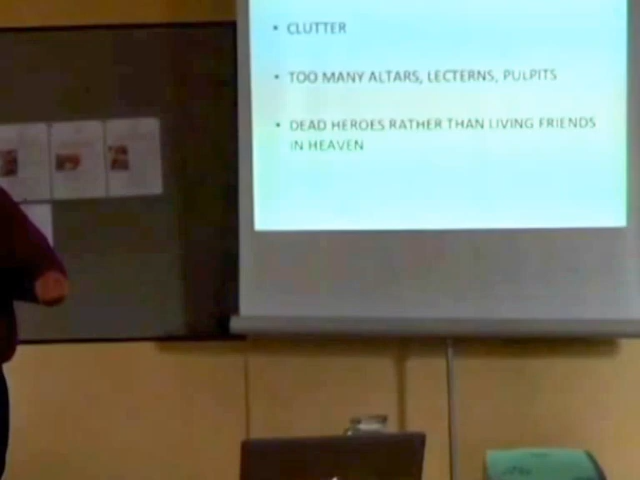 • CLUTTER
• TOO MANY ALTARS, LECTERNS, PULPITS
• DEAD HEROES RATHER THAN LIVING FRIENDS
IN HEAVEN